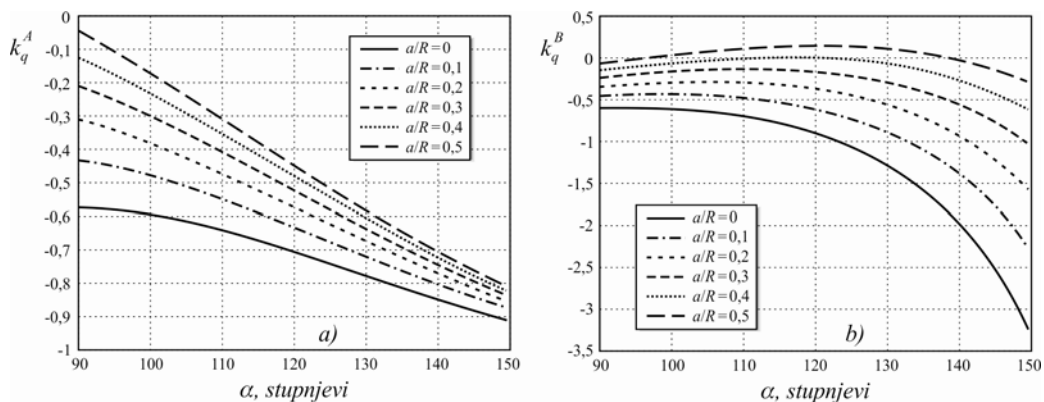 k_q^A
0
-0,1
-0,2
-0,3
-0,4
-0,5
-0,6
-0,7
-0,8
-0,9
-1
a/R=0
a/R=0,1
a/R=0,2
a/R=0,3
a/R=0,4
a/R=0,5
a)
90 100 110 120 130 140 150
α, stupnjevi
k_q^B
0,5
0
-0,5
-1
-1,5
-2
-2,5
-3
-3,5
a/R=0
a/R=0,1
a/R=0,2
a/R=0,3
a/R=0,4
a/R=0,5
b)
90 100 110 120 130 140 150
α, stupnjevi